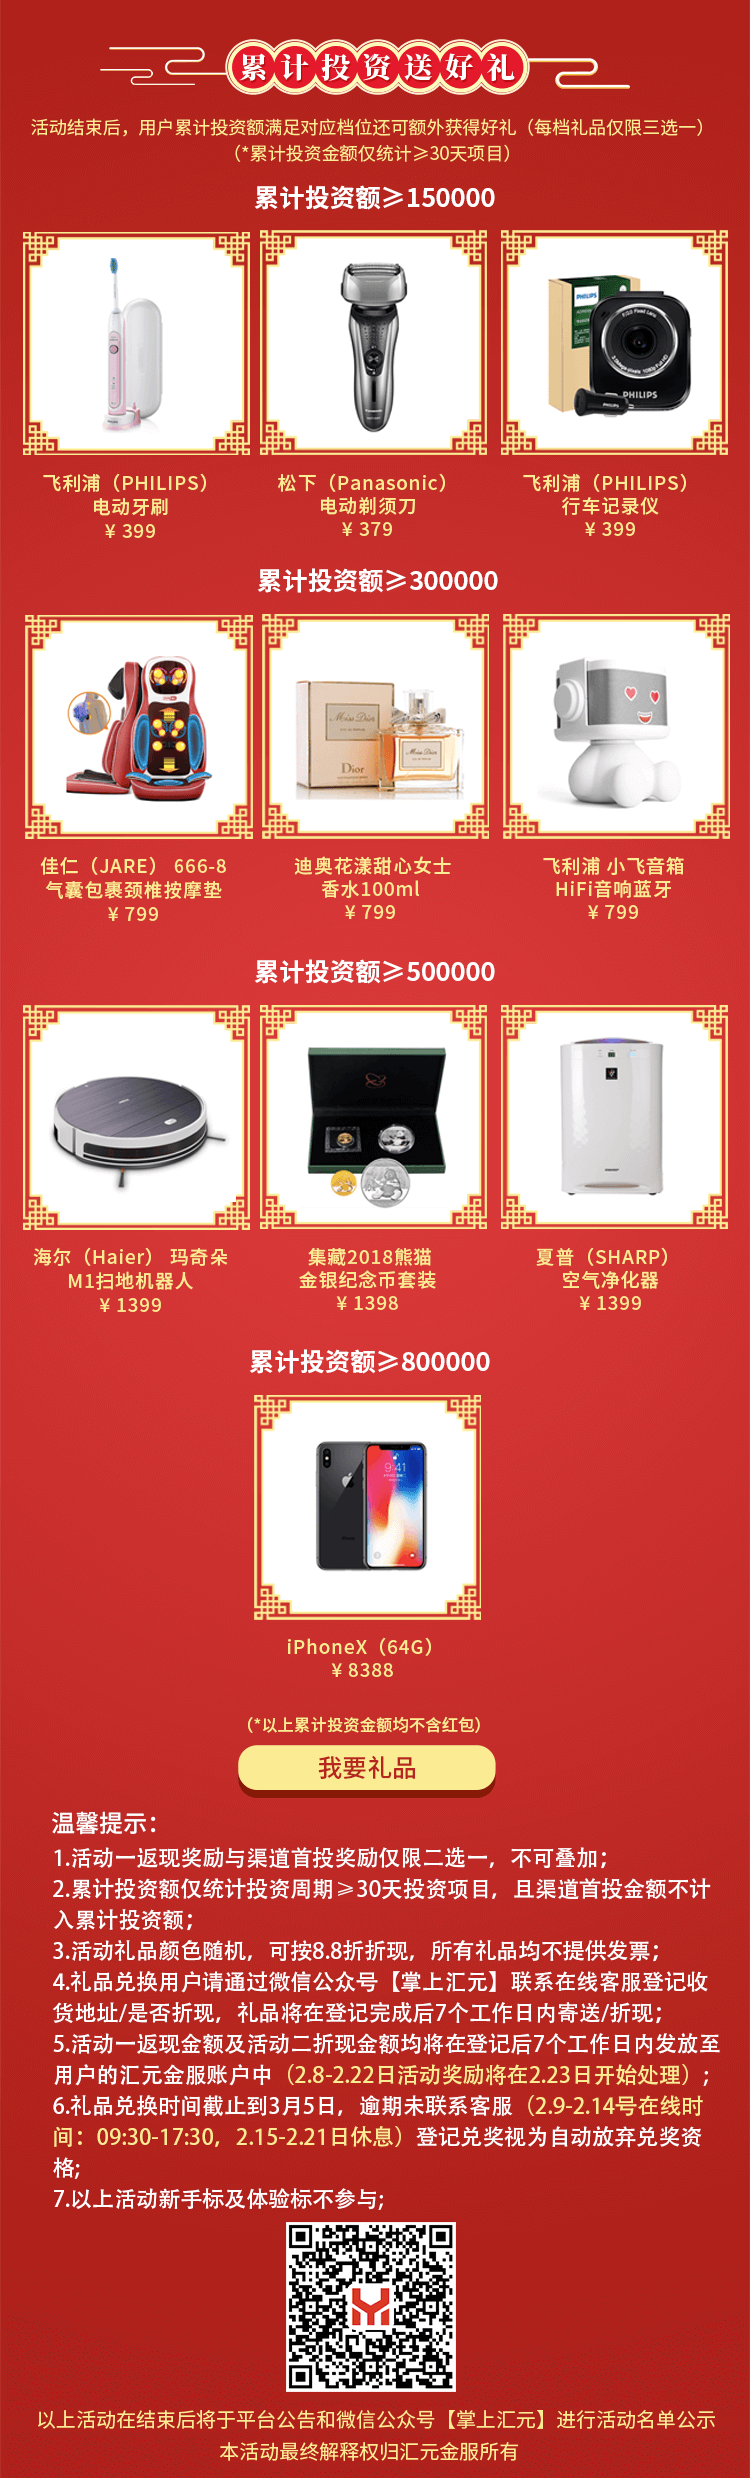 累计投资送好礼
活动结束后，用户累计投资额满足对应档位还可额外获得好礼（每档礼品仅限三选一）
（*累计投资金额仅统计≥30天项目）
累计投资额≥150000
PHILIPS
PHILIPS
飞利浦（PHILIPS）
电动牙刷
¥ 399
松下（Panasonic）
电动剃须刀
¥ 379
飞利浦（PHILIPS）
行车记录仪
¥ 399
累计投资额≥300000
Miss Dior
Miss Dior
Dior
佳仁（JARE） 666-8
气囊包裹颈椎按摩垫
¥ 799
迪奥花漾甜心女士
香水100ml
¥ 799
飞利浦 小飞音箱
HiFi音响蓝牙
¥ 799
累计投资额≥500000
海尔（Haier） 玛奇朵
M1扫地机器人
¥ 1399
集藏2018熊猫
金银纪念币套装
¥ 1398
夏普（SHARP）
空气净化器
¥ 1399
累计投资额≥800000
9:41
iPhoneX（64G）
¥ 8388
（*以上累计投资金额均不含红包）
我要礼品
温馨提示：
1.活动一返现奖励与渠道首投奖励仅限二选一，不可叠加；
2.累计投资额仅统计投资周期≥30天投资项目，且渠道首投金额不计
入累计投资额；
3.活动礼品颜色随机，可按8.8折折现，所有礼品均不提供发票；
4.礼品兑换用户请通过微信公众号【掌上汇元】联系在线客服登记收
货地址/是否折现，礼品将在登记完成后7个工作日内寄送/折现；
5.活动一返现金额及活动二折现金额均将在登记后7个工作日内发放至
用户的汇元金服账户中（2.8-2.22日活动奖励将在2.23日开始处理）；
6.礼品兑换时间截止到3月5日，逾期未联系客服（2.9-2.14号在线时
间：09:30-17:30，2.15-2.21日休息）登记兑奖视为自动放弃兑奖资
格;
7.以上活动新手标及体验标不参与;
以上活动在结束后将于平台公告和微信公众号【掌上汇元】进行活动名单公示
本活动最终解释权归汇元金服所有